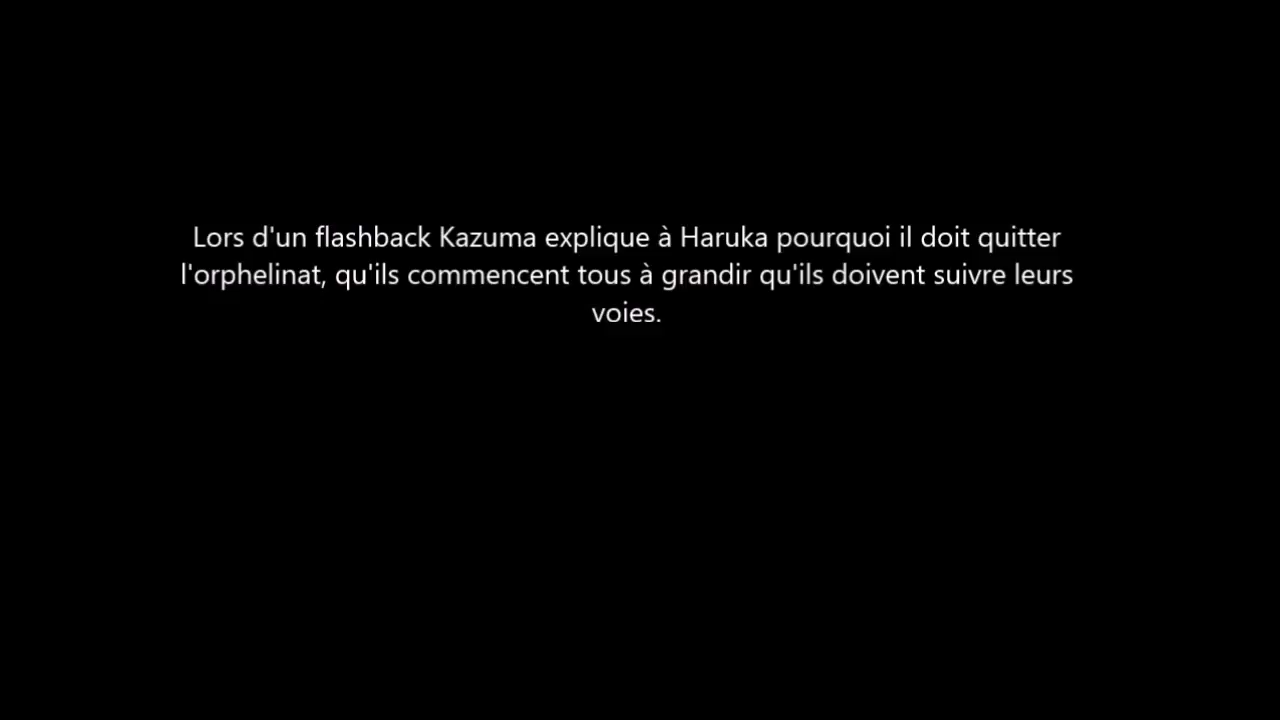 Lors d'un flashback Kazuma explique à Haruka pourquoi il doit quitter
l'orphelinat, qu'ils commencent tous à grandir qu'ils doivent suivre leurs
voies.